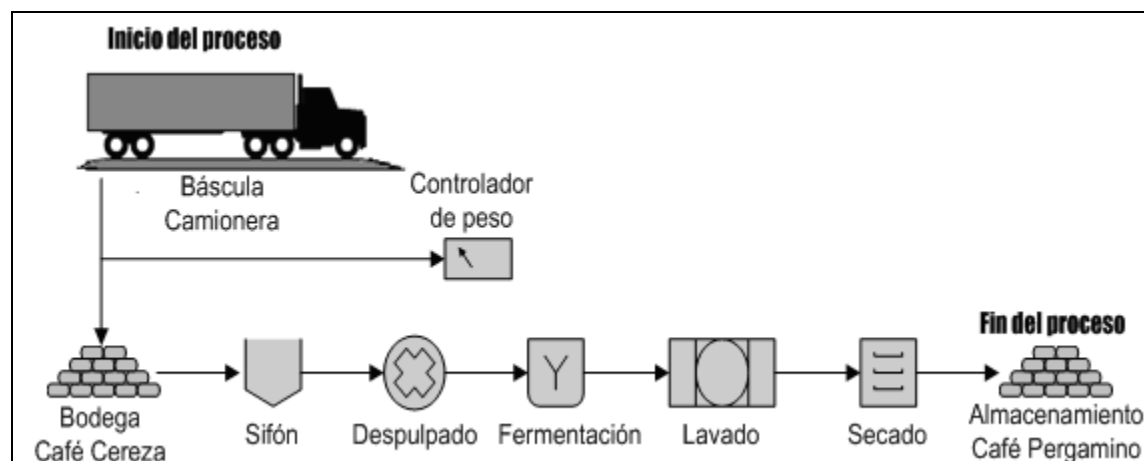 Inicio del proceso
Báscula
Camionera
Controlador
de peso
Fin del proceso
Bodega
Café Cereza
Sifón
Despulpado
Fermentación
Lavado
Secado
Almacenamiento
Café Pergamino